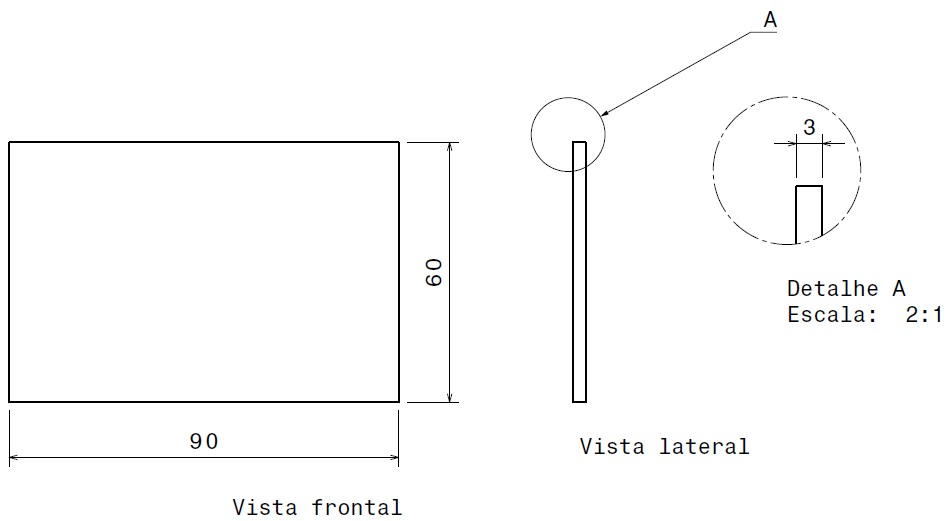 A
3
60
Detalhe A
Escala: 2:1
90
Vista lateral
Vista frontal